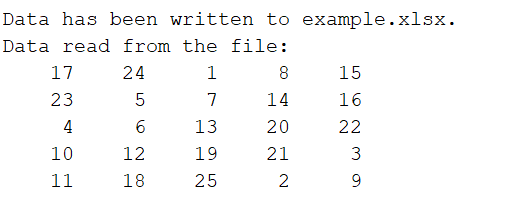 Data has been written to example.xlsx.
Data read from the file:
17 24 1 8 15
23 5 7 14 16
4 6 13 20 22
10 12 19 21 3
11 18 25 2 9